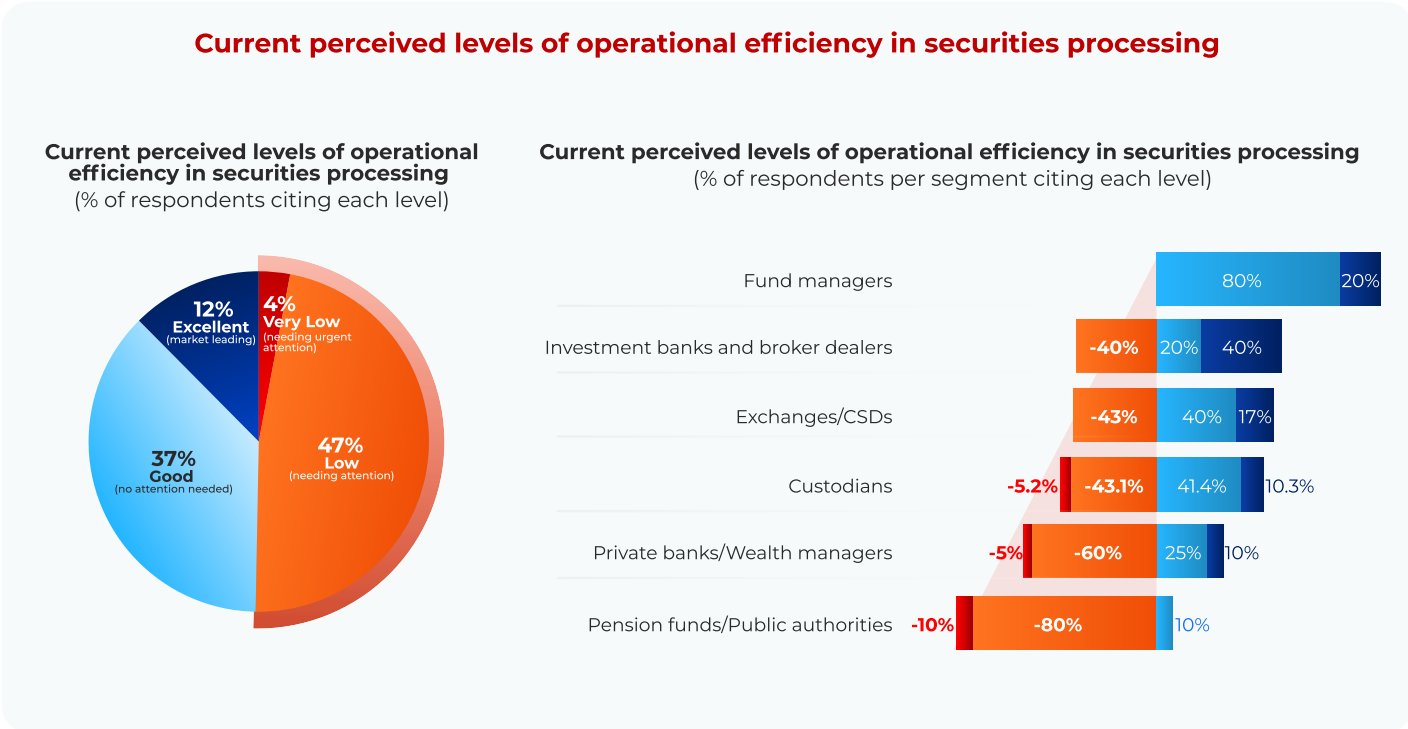 Current perceived levels of operational efficiency in securities processing
Current perceived levels of operational
efficiency in securities processing
(% of respondents citing each level)
12%
Excellent
(market leading)
4%
Very Low
(needing urgent
attention)
37%
Good
(no attention needed)
47%
Low
(needing attention)
Current perceived levels of operational efficiency in securities processing
(% of respondents per segment citing each level)
Fund managers 80% 20%
Investment banks and broker dealers -40% 20% 40%
Exchanges/CSDs -43% 40% 17%
Custodians -5.2% -43.1% 41.4% 10.3%
Private banks/Wealth managers -5% -60% 25% 10%
Pension funds/Public authorities -10% -80% 10%